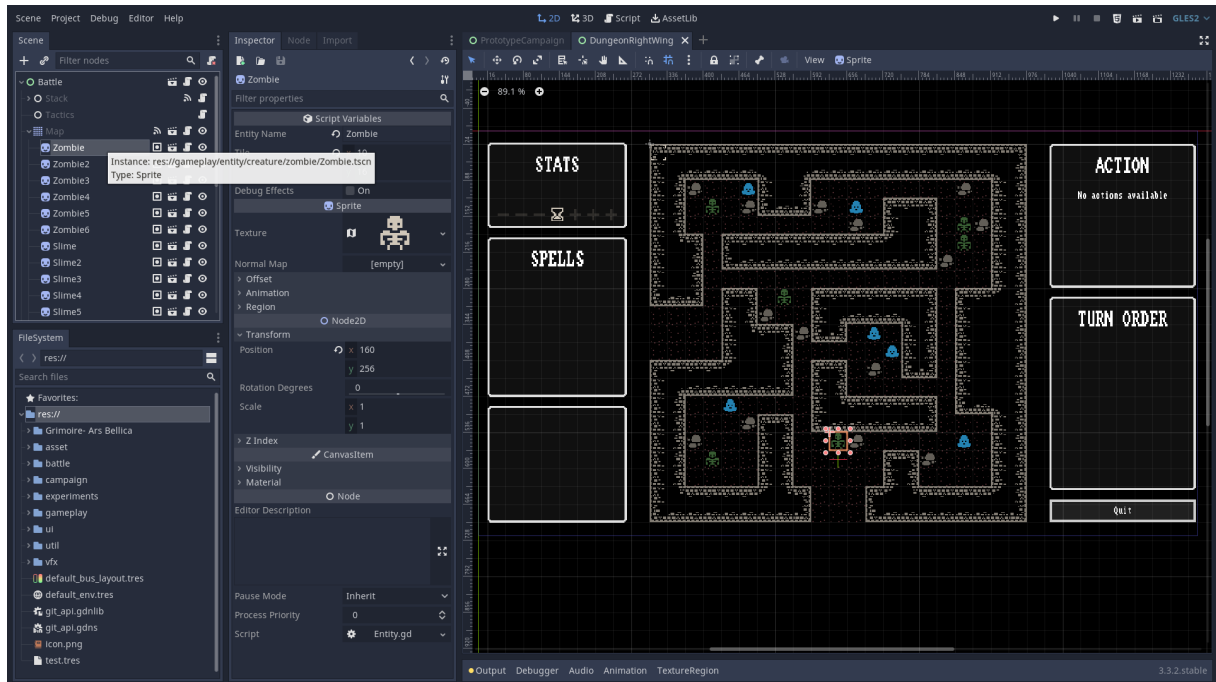 Scene Project Debug Editor Help
2D 3D Script AssetLib
GLES2
Scene
Filter nodes
Battle
Stack
Tactics
Map
Zombie
Zombie2
Zombie3
Zombie4
Zombie5
Zombie6
Slime
Slime2
Slime3
Slime4
Slime5
Instance: res://gameplay/entity/creature/zombie/Zombie.tscn
Type: Sprite
FileSystem
res://
Search files
Favorites:
res://
Grimoire- Ars Bellica
asset
battle
campaign
experiments
gameplay
ui
util
vfx
default_bus_layout.tres
default_env.tres
git_api.gdnlib
git_api.gdns
icon.png
test.tres
Inspector Node Import
Zombie
Filter properties
Script Variables
Entity Name Zombie
Debug Effects On
Sprite
Texture
Normal Map [empty]
Offset
Animation
Region
Node2D
Transform
Position x 160
y 256
Rotation Degrees 0
Scale x 1
y 1
Z Index
CanvasItem
Visibility
Material
Node
Editor Description
Pause Mode Inherit
Process Priority 0
Script Entity.gd
PrototypeCampaign DungeonRightWing
View Sprite
89.1 %
STATS
SPELLS
ACTION
No actions available
TURN ORDER
Quit
Output Debugger Audio Animation TextureRegion
3.3.2.stable